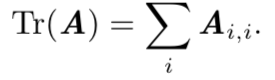 Tr(A) = ∑_i A_{i,i}.